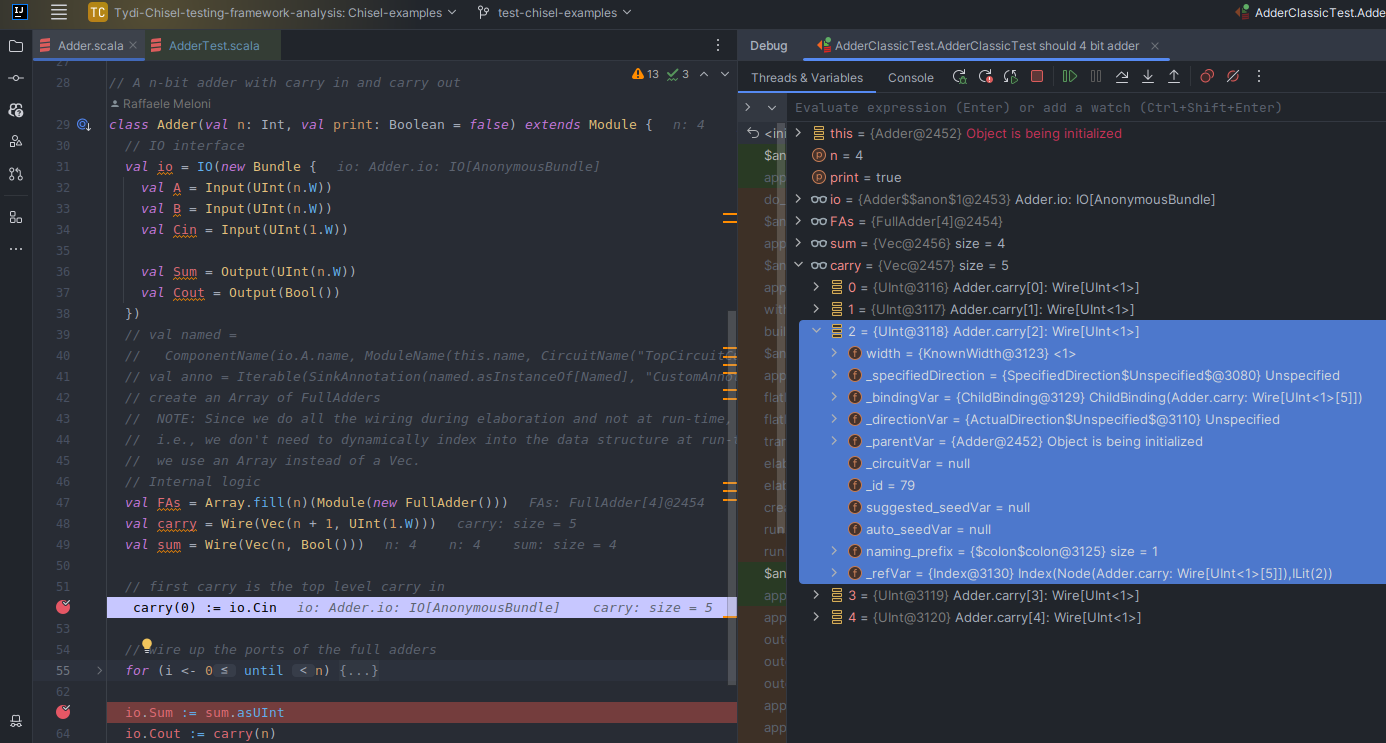 IJ TC Tydi-Chisel-testing-framework-analysis: Chisel-examples test-chisel-examples AdderClassicTest.Adde
Adder.scala × AdderTest.scala
27
28 // A n-bit adder with carry in and carry out
Raffaele Meloni
29 class Adder(val n: Int, val print: Boolean = false) extends Module { n: 4
30 // IO interface
31 val io = IO(new Bundle { io: Adder.io: IO[AnonymousBundle]
32 val A = Input(UInt(n.W))
33 val B = Input(UInt(n.W))
34 val Cin = Input(UInt(1.W))
35
36 val Sum = Output(UInt(n.W))
37 val Cout = Output(Bool())
38 })
39 // val named =
40 // ComponentName(io.A.name, ModuleName(this.name, CircuitName("TopCircuit
41 // val anno = Iterable(SinkAnnotation(named.asInstanceOf[Named], "CustomAnno
42 // create an Array of FullAdders
43 // NOTE: Since we do all the wiring during elaboration and not at run-time,
44 // i.e., we don't need to dynamically index into the data structure at run-t
45 // we use an Array instead of a Vec.
46 // Internal logic
47 val FAs = Array.fill(n)(Module(new FullAdder())) FAs: FullAdder[4]@2454
48 val carry = Wire(Vec(n + 1, UInt(1.W))) carry: size = 5
49 val sum = Wire(Vec(n, Bool())) n: 4 n: 4 sum: size = 4
50
51 // first carry is the top level carry in
carry(0) := io.Cin io: Adder.io: IO[AnonymousBundle] carry: size = 5
53
54 // wire up the ports of the full adders
55 for (i <- 0 ≤ until < n) {...}
62
io.Sum := sum.asUInt
64 io.Cout := carry(n)
13 3
Debug AdderClassicTest.AdderClassicTest should 4 bit adder ×
Threads & Variables Console
Evaluate expression (Enter) or add a watch (Ctrl+Shift+Enter)
<ini
$an
app
do_
$an
app
$an
app
with
buil
$an
app
flat
flat
tran
elab
elab
crea
run
run
$an
app
app
out
out
out
app
app
this = {Adder@2452} Object is being initialized
n = 4
print = true
io = {Adder$$anon$1@2453} Adder.io: IO[AnonymousBundle]
FAs = {FullAdder[4]@2454}
sum = {Vec@2456} size = 4
carry = {Vec@2457} size = 5
0 = {UInt@3116} Adder.carry[0]: Wire[UInt<1>]
1 = {UInt@3117} Adder.carry[1]: Wire[UInt<1>]
2 = {UInt@3118} Adder.carry[2]: Wire[UInt<1>]
width = {KnownWidth@3123} <1>
_specifiedDirection = {SpecifiedDirection$Unspecified$@3080} Unspecified
_bindingVar = {ChildBinding@3129} ChildBinding(Adder.carry: Wire[UInt<1>[5]])
_directionVar = {ActualDirection$Unspecified$@3110} Unspecified
_parentVar = {Adder@2452} Object is being initialized
_circuitVar = null
_id = 79
suggested_seedVar = null
auto_seedVar = null
naming_prefix = {$colon$colon@3125} size = 1
_refVar = {Index@3130} Index(Node(Adder.carry: Wire[UInt<1>[5]]),ILit(2))
3 = {UInt@3119} Adder.carry[3]: Wire[UInt<1>]
4 = {UInt@3120} Adder.carry[4]: Wire[UInt<1>]